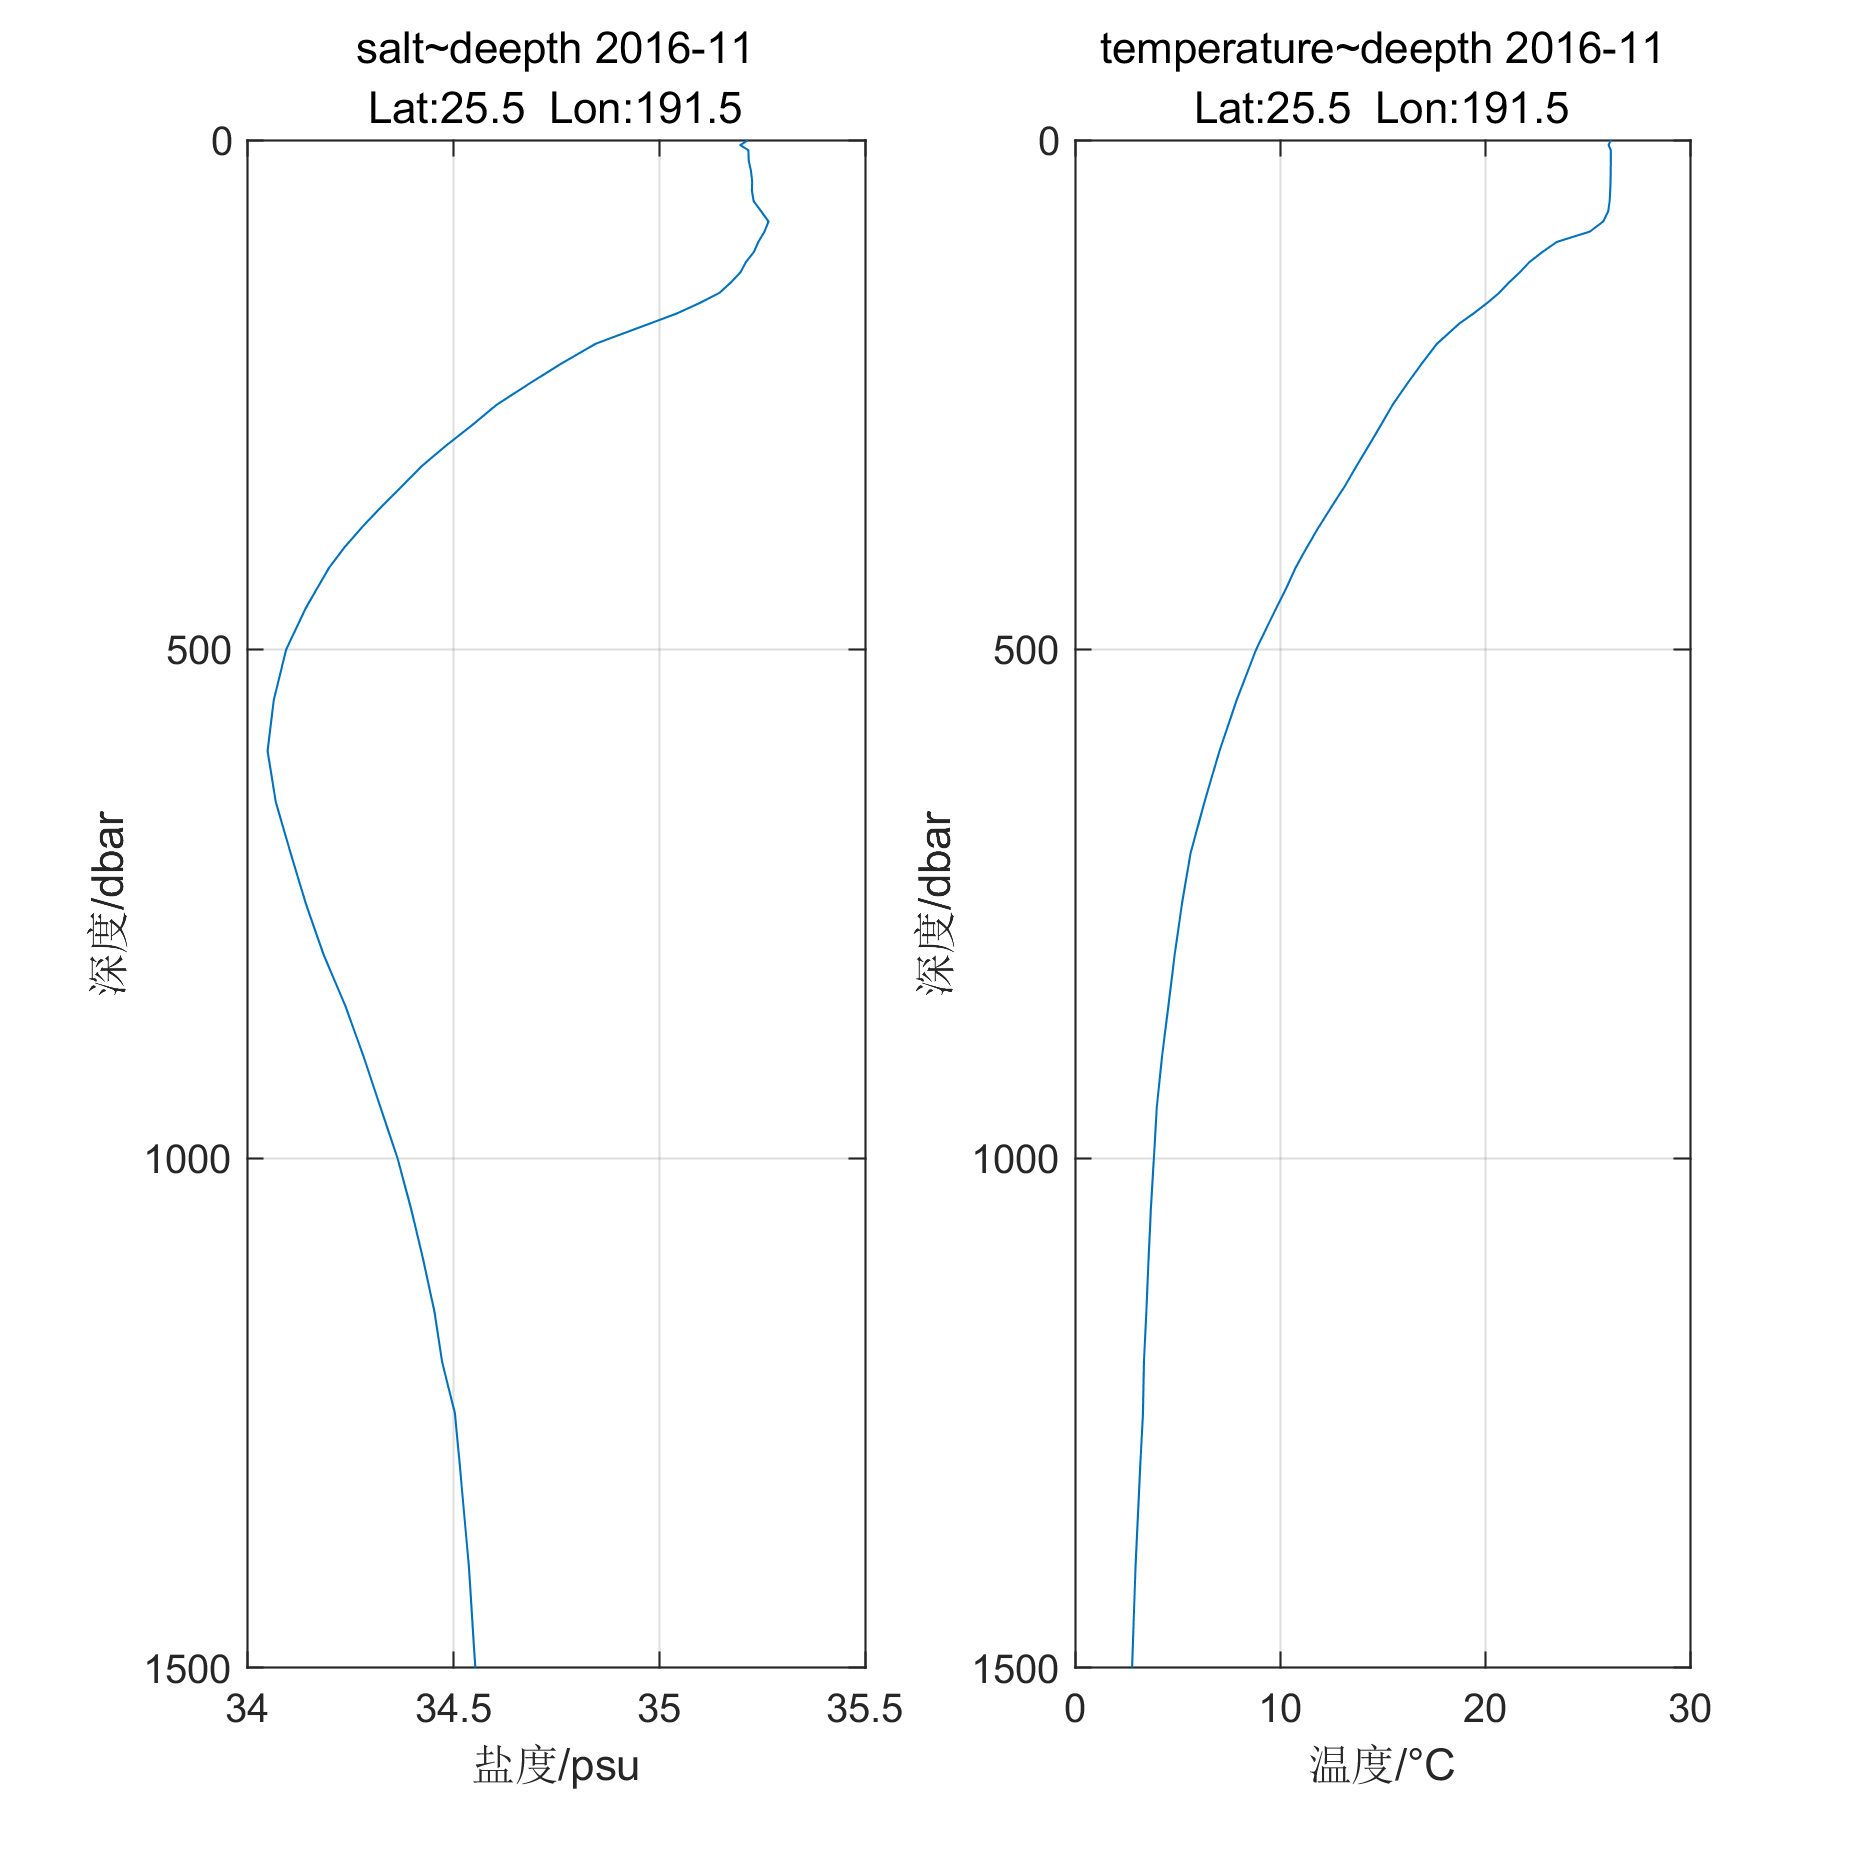 salt~deepth 2016-11
Lat:25.5  Lon:191.5
0
500
1000
1500
深度/dbar
34
34.5
35
35.5
盐度/psu
temperature~deepth 2016-11
Lat:25.5  Lon:191.5
0
500
1000
1500
深度/dbar
0
10
20
30
温度/°C